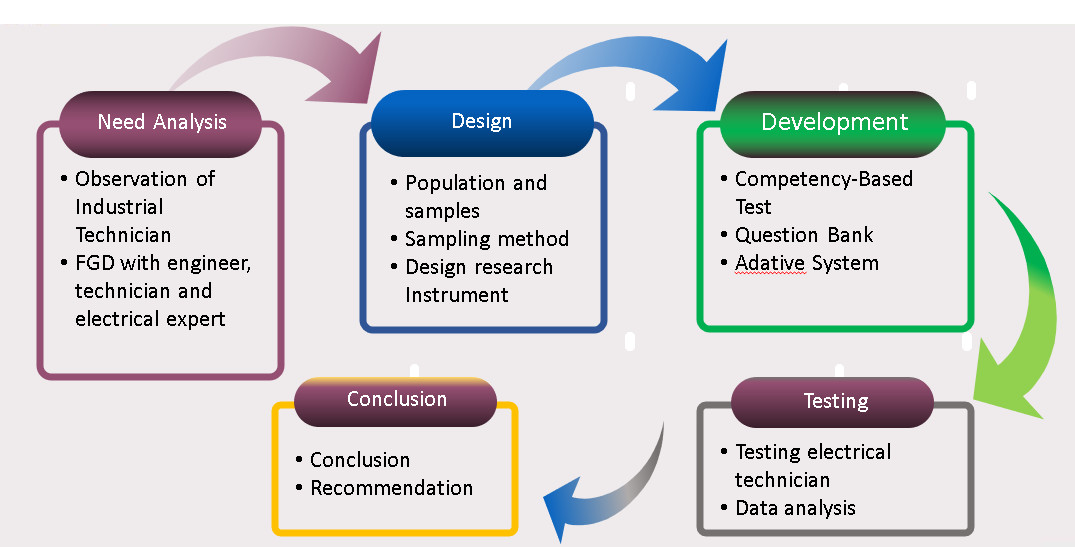 Need Analysis
• Observation of
Industrial
Technician
• FGD with engineer,
technician and
electrical expert
Design
• Population and
samples
• Sampling method
• Design research
Instrument
Development
• Competency-Based
Test
• Question Bank
• Adative System
Testing
• Testing electrical
technician
• Data analysis
Conclusion
• Conclusion
• Recommendation